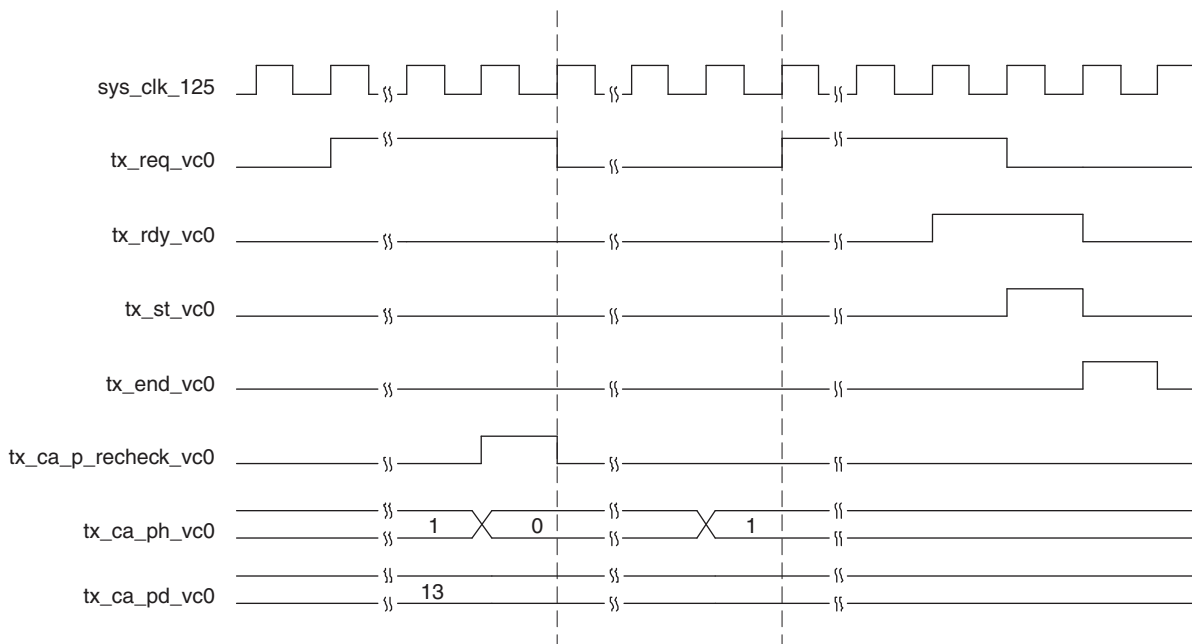 sys_clk_125
tx_req_vc0
tx_rdy_vc0
tx_st_vc0
tx_end_vc0
tx_ca_p_recheck_vc0
tx_ca_ph_vc0 1 0 1
tx_ca_pd_vc0 13